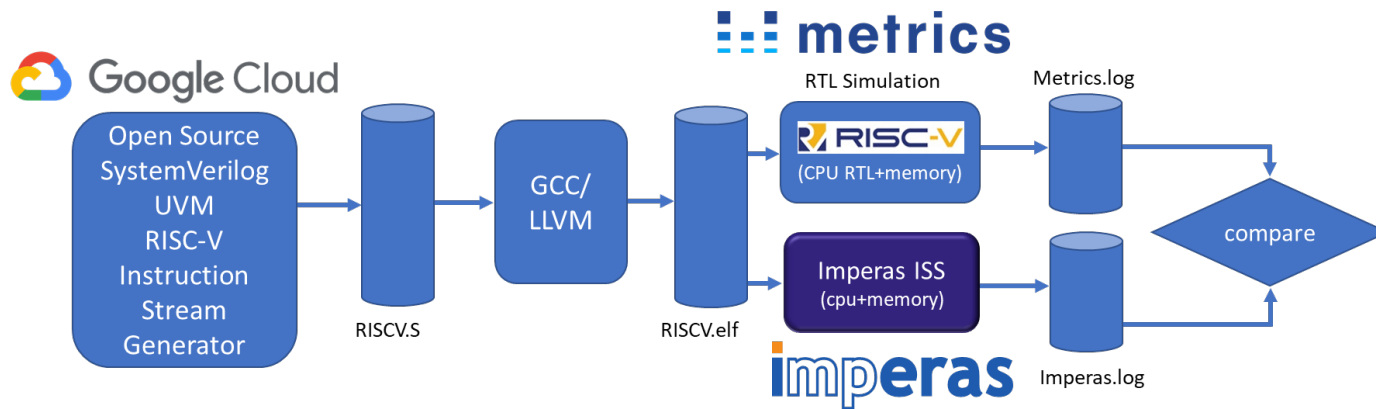 Google Cloud
Open Source
SystemVerilog
UVM
RISC-V
Instruction
Stream
Generator
RISCV.S
GCC/
LLVM
RISCV.elf
metrics
RTL Simulation
RISC-V
(CPU RTL+memory)
Imperas ISS
(cpu+memory)
imperas
Metrics.log
Imperas.log
compare